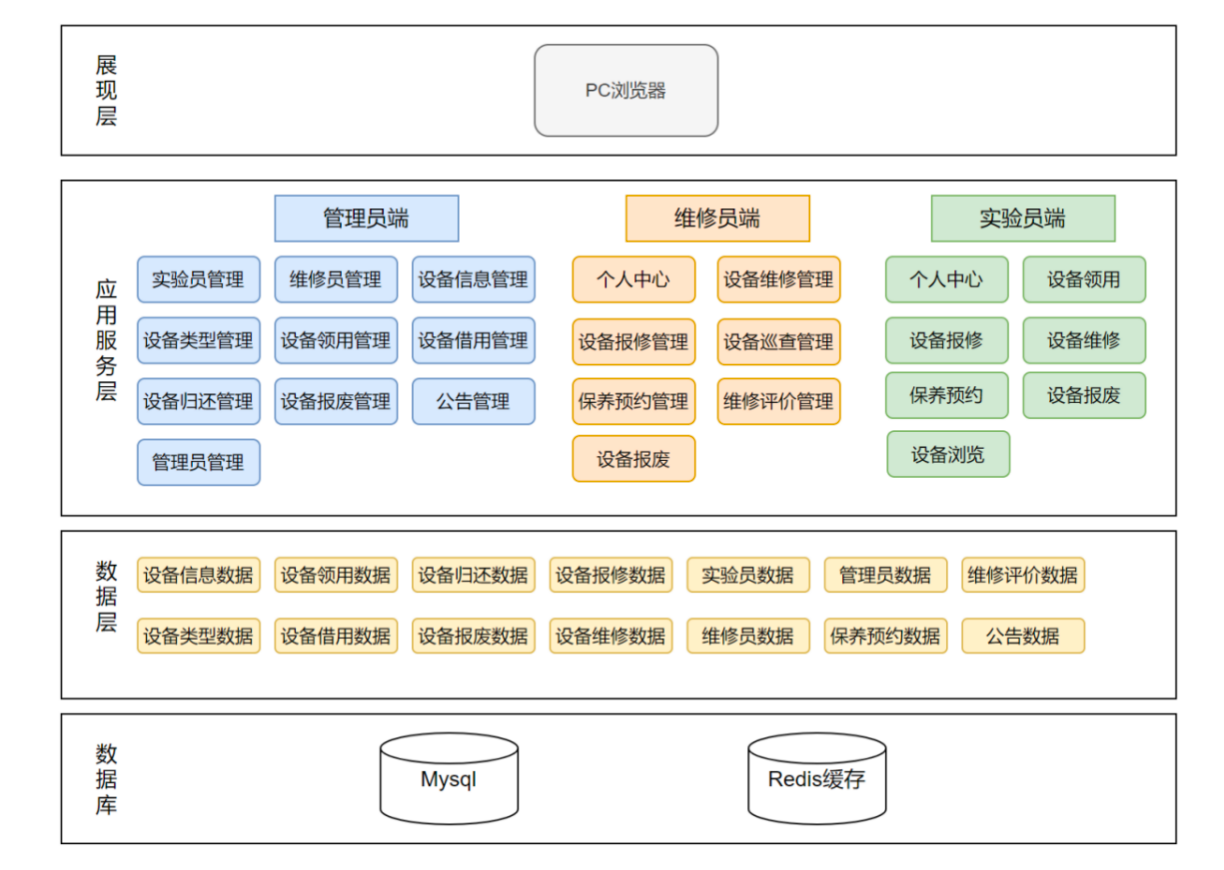 展现层
PC浏览器
应用服务层
管理员端
维修员端
实验员端
实验员管理
维修员管理
设备信息管理
设备类型管理
设备领用管理
设备借用管理
设备归还管理
设备报废管理
公告管理
管理员管理
个人中心
设备维修管理
设备报修管理
设备巡查管理
保养预约管理
维修评价管理
设备报废
个人中心
设备领用
设备报修
设备维修
保养预约
设备报废
设备浏览
数据层
设备信息数据
设备领用数据
设备归还数据
设备报修数据
实验员数据
管理员数据
维修评价数据
设备类型数据
设备借用数据
设备报废数据
设备维修数据
维修员数据
保养预约数据
公告数据
数据库
Mysql
Redis缓存